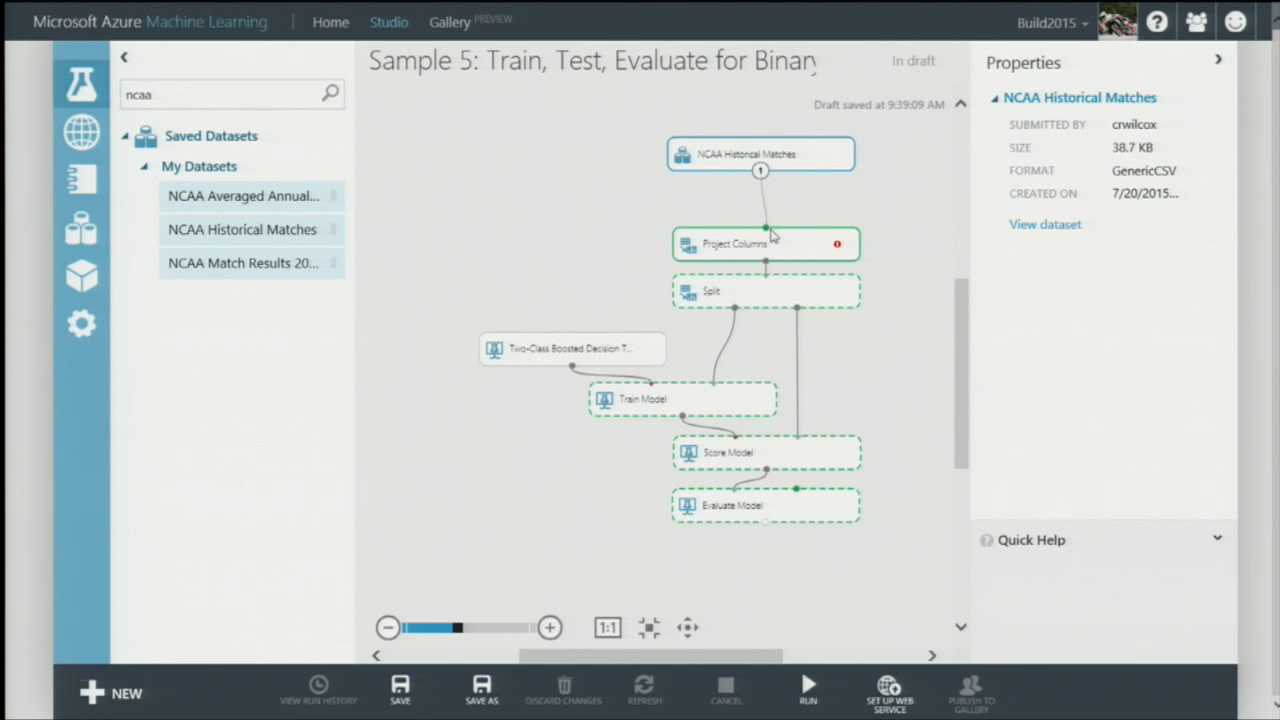 Microsoft Azure Machine Learning
Home
Studio
Gallery PREVIEW
Build2015
ncaa
Saved Datasets
My Datasets
NCAA Averaged Annual...
NCAA Historical Matches
NCAA Match Results 20...
Sample 5: Train, Test, Evaluate for Binary
In draft
Draft saved at 9:39:09 AM
NCAA Historical Matches
1
Project Columns
Split
Two-Class Boosted Decision T...
Train Model
Score Model
Evaluate Model
1:1
Properties
NCAA Historical Matches
SUBMITTED BY crwilcox
SIZE 38.7 KB
FORMAT GenericCSV
CREATED ON 7/20/2015...
View dataset
Quick Help
NEW
VIEW RUN HISTORY
SAVE
SAVE AS
DISCARD CHANGES
REFRESH
CANCEL
RUN
SET UP WEB
SERVICE
PUBLISH TO
GALLERY